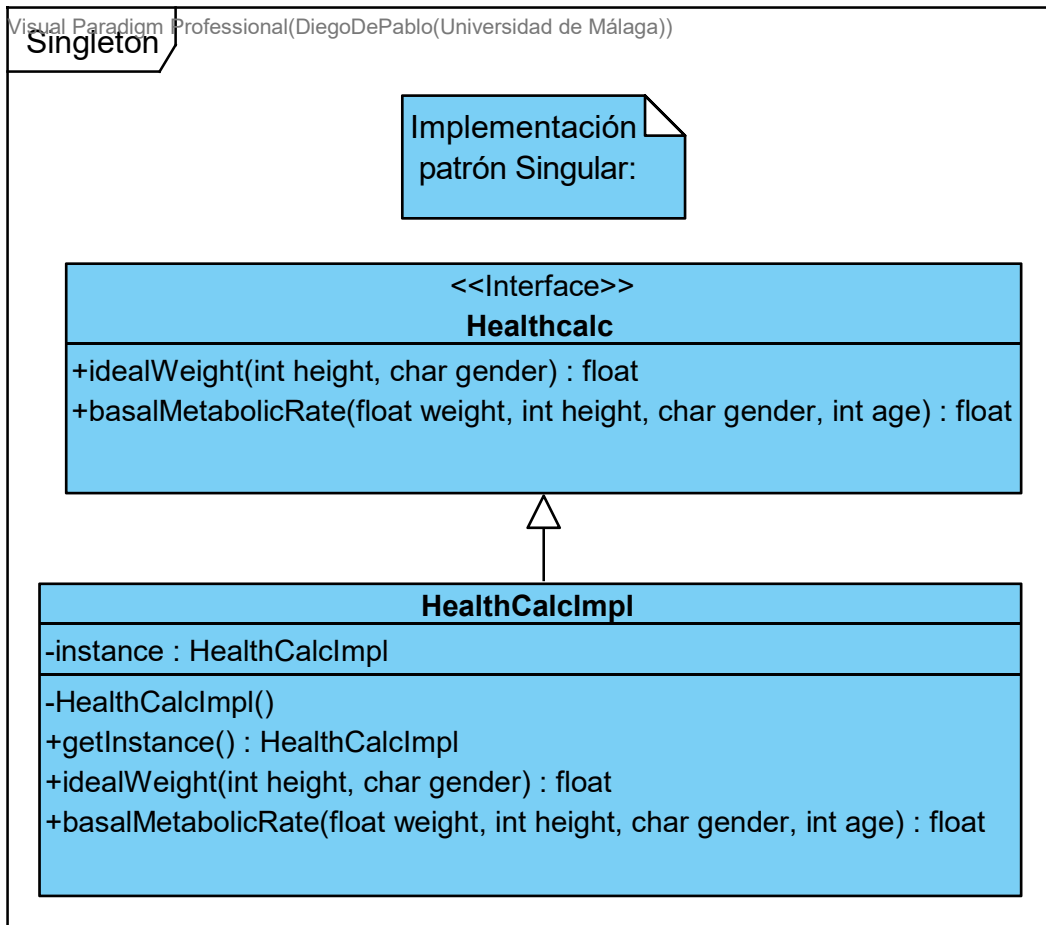 Visual Paradigm Professional(DiegoDePablo(Universidad de Málaga))
Singleton
Implementación
patrón Singular:
<<Interface>>
Healthcalc
+idealWeight(int height, char gender) : float
+basalMetabolicRate(float weight, int height, char gender, int age) : float
HealthCalcImpl
-instance : HealthCalcImpl
-HealthCalcImpl()
+getInstance() : HealthCalcImpl
+idealWeight(int height, char gender) : float
+basalMetabolicRate(float weight, int height, char gender, int age) : float